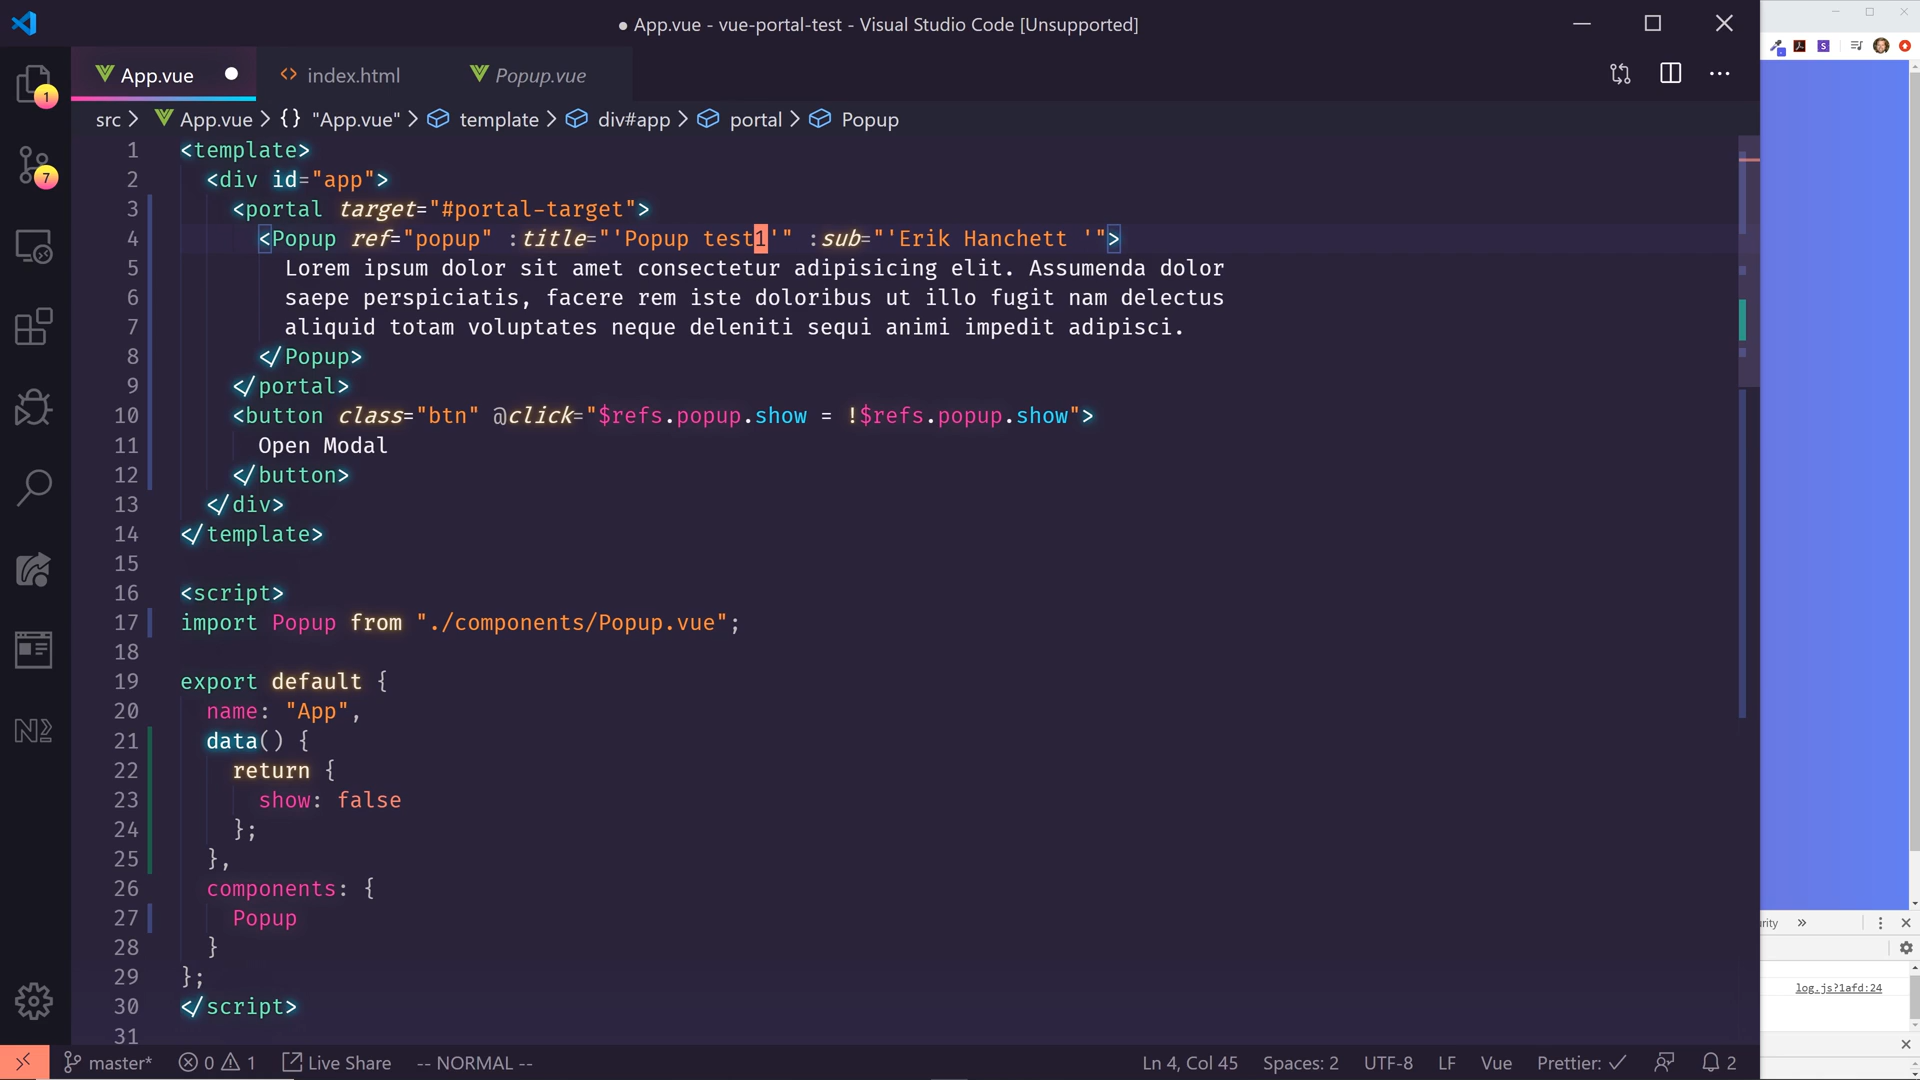 ● App.vue - vue-portal-test - Visual Studio Code [Unsupported]
App.vue
index.html
Popup.vue
src > App.vue > {} "App.vue" > template > div#app > portal > Popup
1 <template>
2 <div id="app">
3 <portal target="#portal-target">
4 <Popup ref="popup" :title="'Popup test1'" :sub="'Erik Hanchett '">
5 Lorem ipsum dolor sit amet consectetur adipisicing elit. Assumenda dolor
6 saepe perspiciatis, facere rem iste doloribus ut illo fugit nam delectus
7 aliquid totam voluptates neque deleniti sequi animi impedit adipisci.
8 </Popup>
9 </portal>
10 <button class="btn" @click="$refs.popup.show = !$refs.popup.show">
11 Open Modal
12 </button>
13 </div>
14 </template>
15
16 <script>
17 import Popup from "./components/Popup.vue";
18
19 export default {
20 name: "App",
21 data() {
22 return {
23 show: false
24 };
25 },
26 components: {
27 Popup
28 }
29 };
30 </script>
31
1
7
N
S
irity »
log.js?1afd:24
master* 0 1 Live Share -- NORMAL -- Ln 4, Col 45 Spaces: 2 UTF-8 LF Vue Prettier: ✓ 2